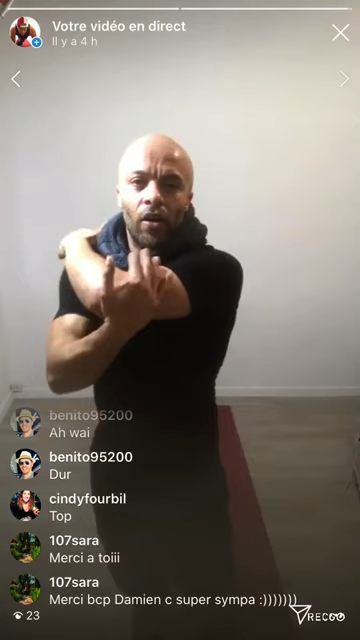 Votre vidéo en direct
Il y a 4 h
benito95200
Ah wai
benito95200
Dur
cindyfourbil
Top
107sara
Merci a toiii
107sara
Merci bcp Damien c super sympa :)))))))
23
RECGO